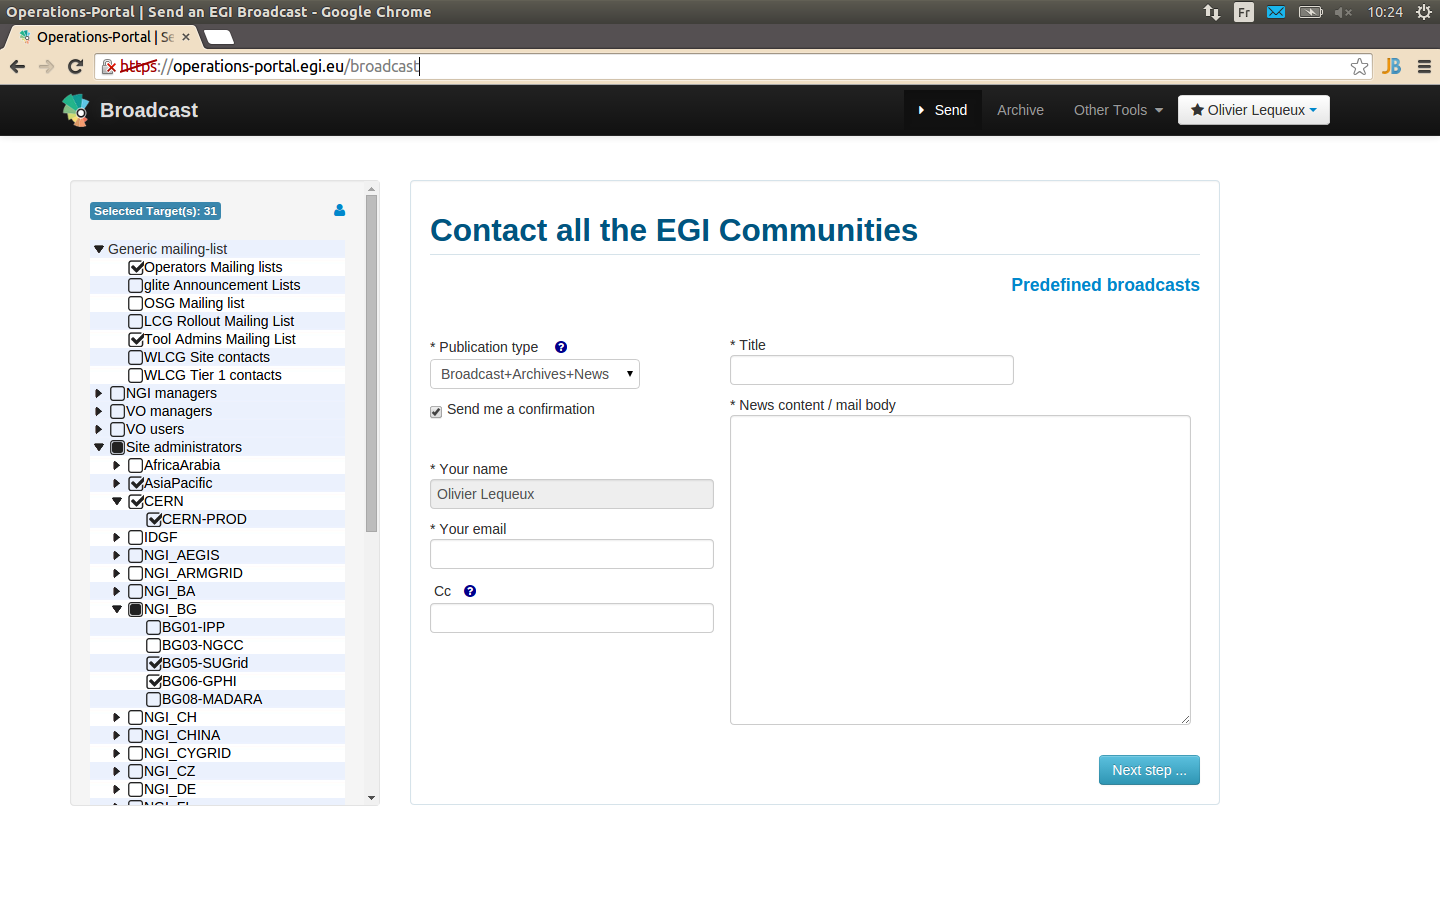 Operations-Portal | Send an EGI Broadcast - Google Chrome
Fr
10:24
Operations-Portal | Se
https://operations-portal.egi.eu/broadcast
JB
Broadcast
Send
Archive
Other Tools
Olivier Lequeux
Selected Target(s): 31
Generic mailing-list
Operators Mailing lists
glite Announcement Lists
OSG Mailing list
LCG Rollout Mailing List
Tool Admins Mailing List
WLCG Site contacts
WLCG Tier 1 contacts
NGI managers
VO managers
VO users
Site administrators
AfricaArabia
AsiaPacific
CERN
CERN-PROD
IDGF
NGI_AEGIS
NGI_ARMGRID
NGI_BA
NGI_BG
BG01-IPP
BG03-NGCC
BG05-SUGrid
BG06-GPHI
BG08-MADARA
NGI_CH
NGI_CHINA
NGI_CYGRID
NGI_CZ
NGI_DE
Contact all the EGI Communities
Predefined broadcasts
* Publication type
Broadcast+Archives+News
Send me a confirmation
* Your name
Olivier Lequeux
* Your email
Cc
* Title
* News content / mail body
Next step ...